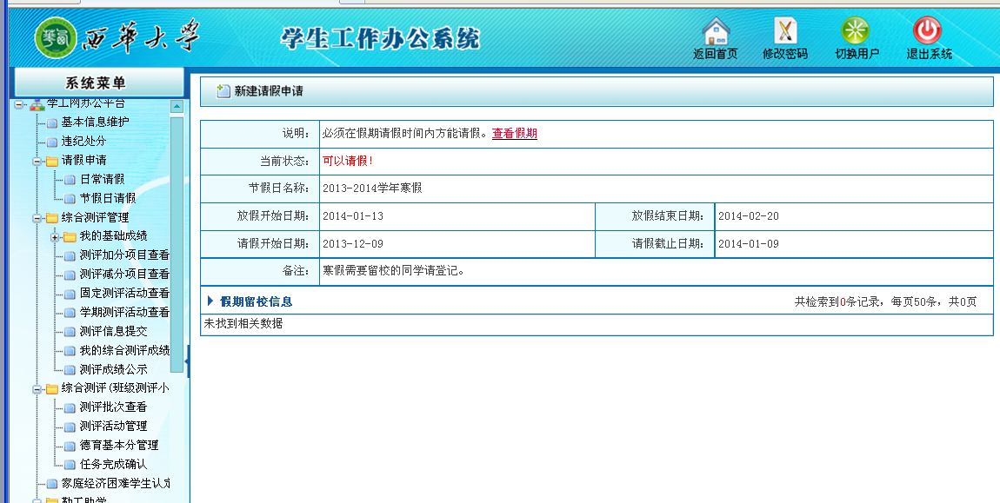 西华大学
学生工作办公系统
返回首页 修改密码 切换用户 退出系统
系统菜单
学工网办公平台
基本信息维护
违纪处分
请假申请
日常请假
节假日请假
综合测评管理
我的基础成绩
测评加分项目查看
测评减分项目查看
固定测评活动查看
学期测评活动查看
测评信息提交
我的综合测评成绩
测评成绩公示
综合测评(班级测评小
测评批次查看
测评活动管理
德育基本分管理
任务完成确认
家庭经济困难学生认定
勤工助学
新建请假申请
说明： 必须在假期请假时间内方能请假。查看假期
当前状态： 可以请假！
节假日名称： 2013-2014学年寒假
放假开始日期： 2014-01-13 放假结束日期： 2014-02-20
请假开始日期： 2013-12-09 请假截止日期： 2014-01-09
备注： 寒假需要留校的同学请登记。
假期留校信息 共检索到0条记录，每页50条，共0页
未找到相关数据